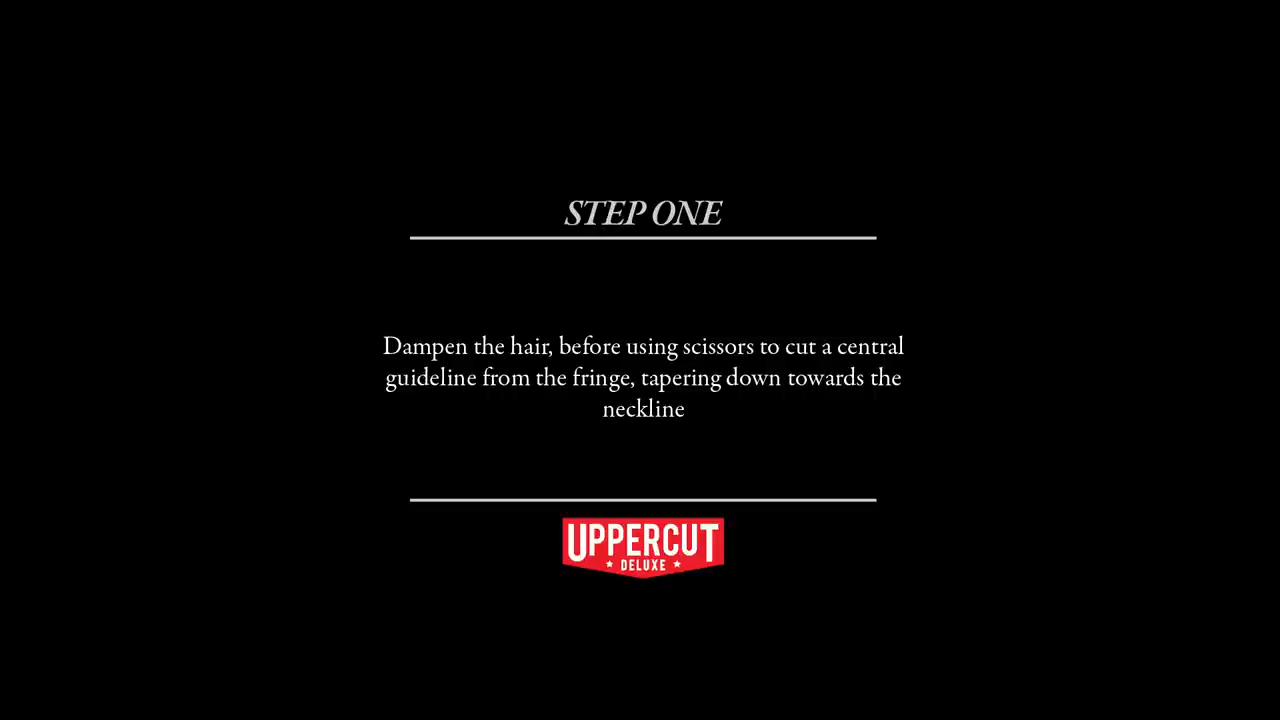 STEP ONE
Dampen the hair, before using scissors to cut a central
guideline from the fringe, tapering down towards the
neckline
UPPERCUT
DELUXE